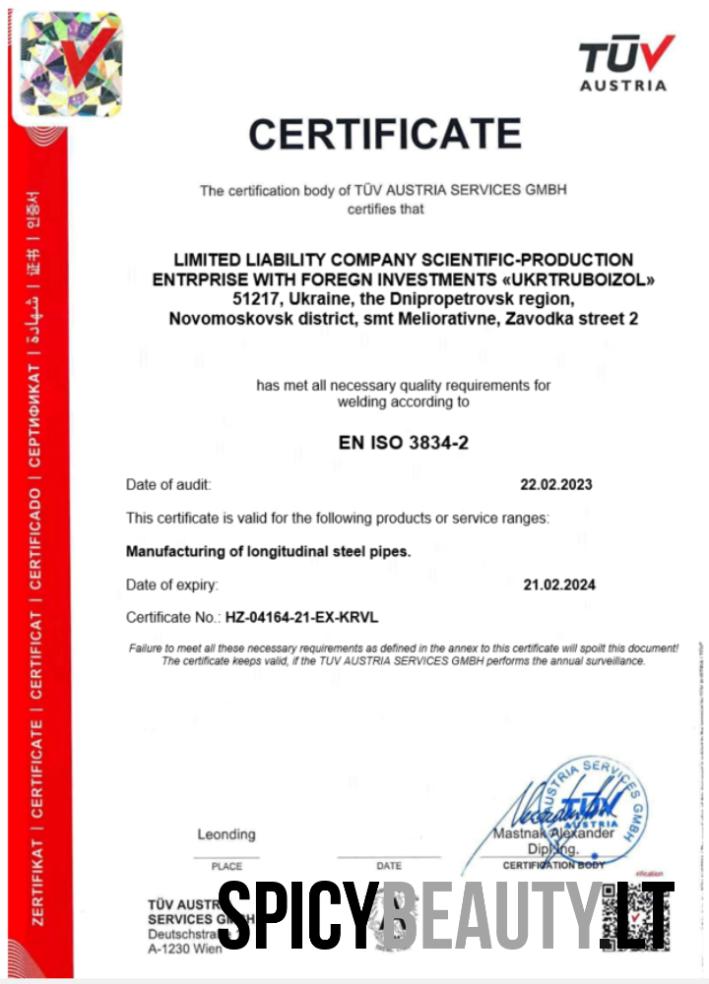 TÜV
AUSTRIA
CERTIFICATE
The certification body of TÜV AUSTRIA SERVICES GMBH
certifies that
LIMITED LIABILITY COMPANY SCIENTIFIC-PRODUCTION
ENTRPRISE WITH FOREGN INVESTMENTS «UKRTRUBOIZOL»
51217, Ukraine, the Dnipropetrovsk region,
Novomoskovsk district, smt Meliorativne, Zavodka street 2
has met all necessary quality requirements for
welding according to
EN ISO 3834-2
Date of audit: 22.02.2023
This certificate is valid for the following products or service ranges:
Manufacturing of longitudinal steel pipes.
Date of expiry: 21.02.2024
Certificate No.: HZ-04164-21-EX-KRVL
Failure to meet all these necessary requirements as defined in the annex to this certificate will spoilt this document!
The certificate keeps valid, if the TUV AUSTRIA SERVICES GMBH performs the annual surveillance.
ZERTIFIKAT | CERTIFICATE | CERTIFICAT | CERTIFICADO | СЕРТИФИКАТ | شهادة | 证书 | 인증서
AUSTRIA SERVICES GMBH
TÜV
AUSTRIA
Leonding
Mastnak Alexander
Dipl.Ing.
PLACE DATE CERTIFICATION BODY
TÜV AUSTR
SERVICES GMBH
Deutschstraße
A-1230 Wien
SPICYBEAUTY.LT